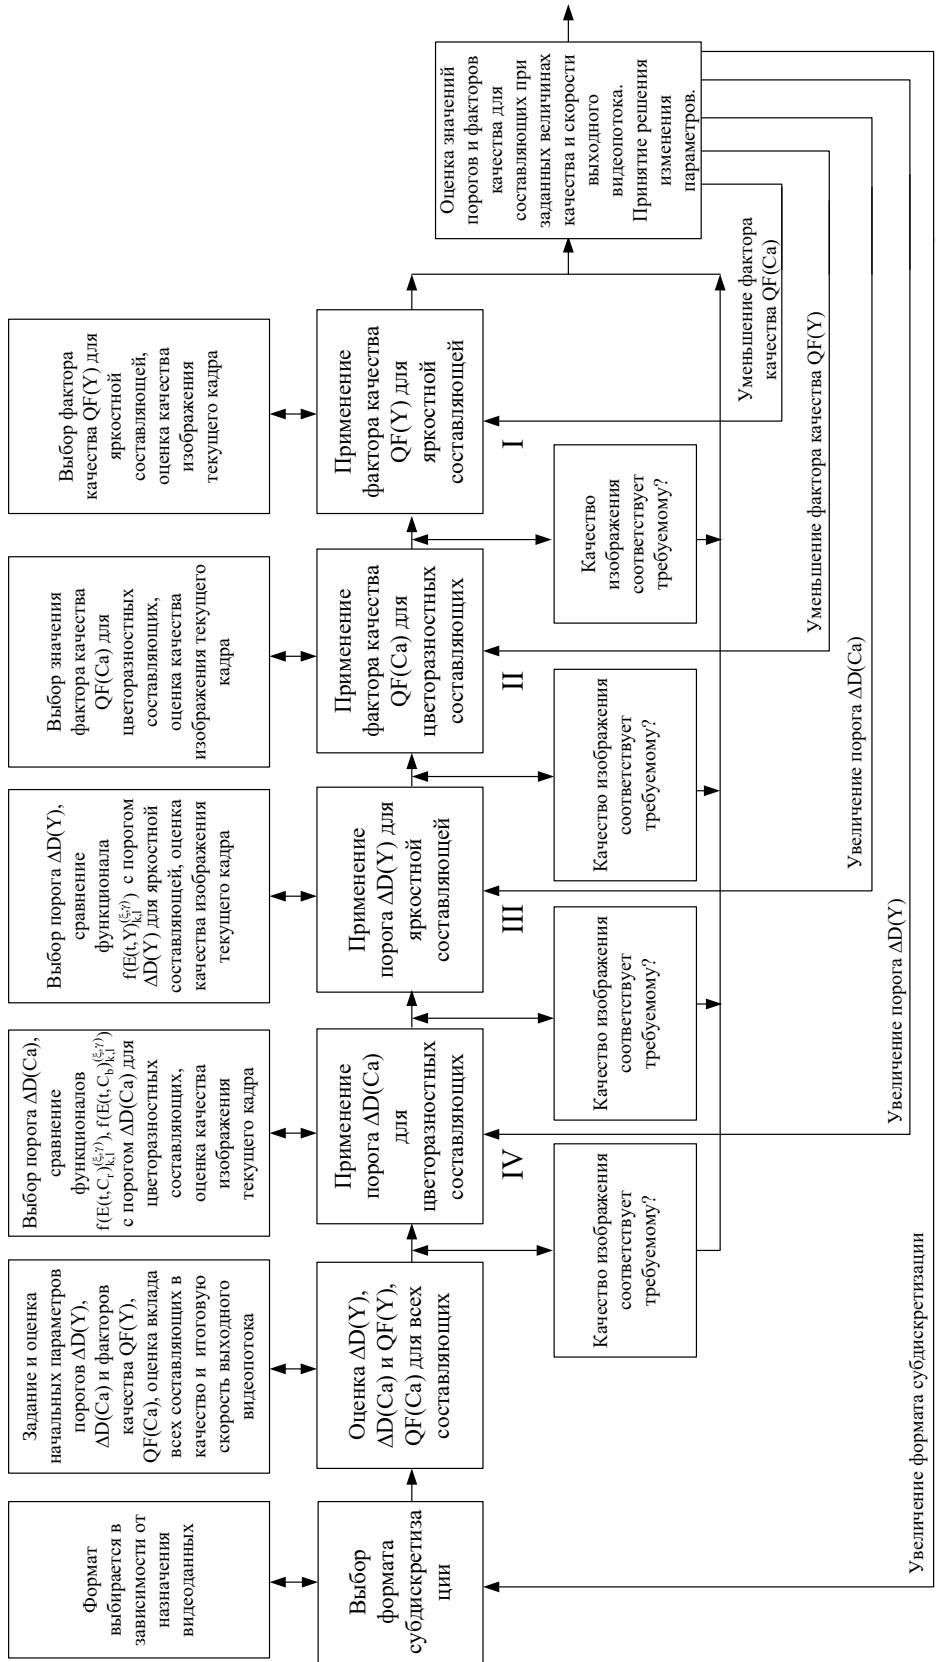 Формат
выбирается в
зависимости от
назначения
видеоданных
Задание и оценка
начальных параметров
порогов ΔD(Y),
ΔD(Ca) и факторов
качества QF(Y),
QF(Ca), оценка вклада
всех составляющих в
качество и итоговую
скорость выходного
видеопотока
Выбор порога ΔD(Ca),
сравнение
функционалов
f(E(t,C_r)_{k,l}^{(ξ;γ)}), f(E(t,C_b)_{k,l}^{(ξ;γ)})
с порогом ΔD(Ca) для
цветоразностных
составляющих, оценка
качества
изображения
текущего кадра
Выбор порога ΔD(Y),
сравнение
функционала
f(E(t,Y)_{k,l}^{(ξ;γ)}) с порогом
ΔD(Y) для яркостной
составляющей, оценка
качества изображения
текущего кадра
Выбор значения
фактора качества
QF(Ca) для
цветоразностных
составляющих,
оценка качества
изображения текущего
кадра
Выбор фактора
качества QF(Y) для
яркостной
составляющей,
оценка качества
изображения
текущего кадра
Выбор
формата
субдискретиза
ции
Оценка ΔD(Y),
ΔD(Ca) и QF(Y),
QF(Ca) для всех
составляющих
Применение
порога ΔD(Ca)
для
цветоразностных
составляющих
Применение
порога ΔD(Y) для
яркостной
составляющей
Применение
фактора качества
QF(Ca) для
цветоразностных
составляющих
Применение
фактора качества
QF(Y) для
яркостной
составляющей
Оценка значений
порогов и факторов
качества для
составляющих при
заданных величинах
качества и скорости
выходного
видеопотока.
Принятие решения
изменения
параметров.
IV
III
II
I
Качество изображения
соответствует
требуемому?
Качество изображения
соответствует
требуемому?
Качество изображения
соответствует
требуемому?
Качество
изображения
соответствует
требуемому?
Уменьшение фактора
качества QF(Ca)
Уменьшение фактора качества QF(Y)
Увеличение порога ΔD(Ca)
Увеличение порога ΔD(Y)
Увеличение формата субдискретизации